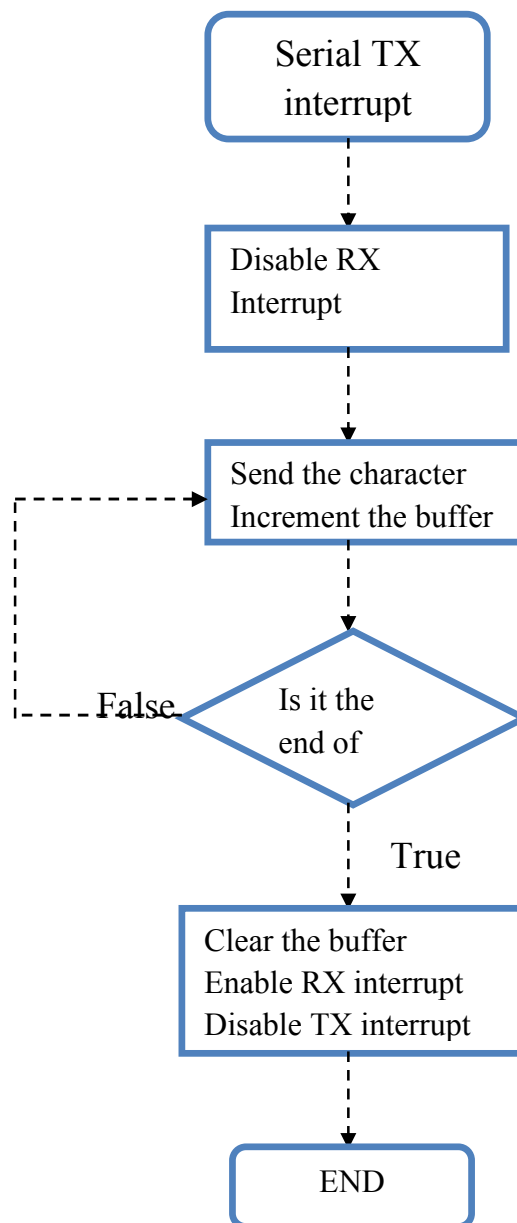 Serial TX
interrupt
Disable RX
Interrupt
Send the character
Increment the buffer
Is it the
end of
False
True
Clear the buffer
Enable RX interrupt
Disable TX interrupt
END